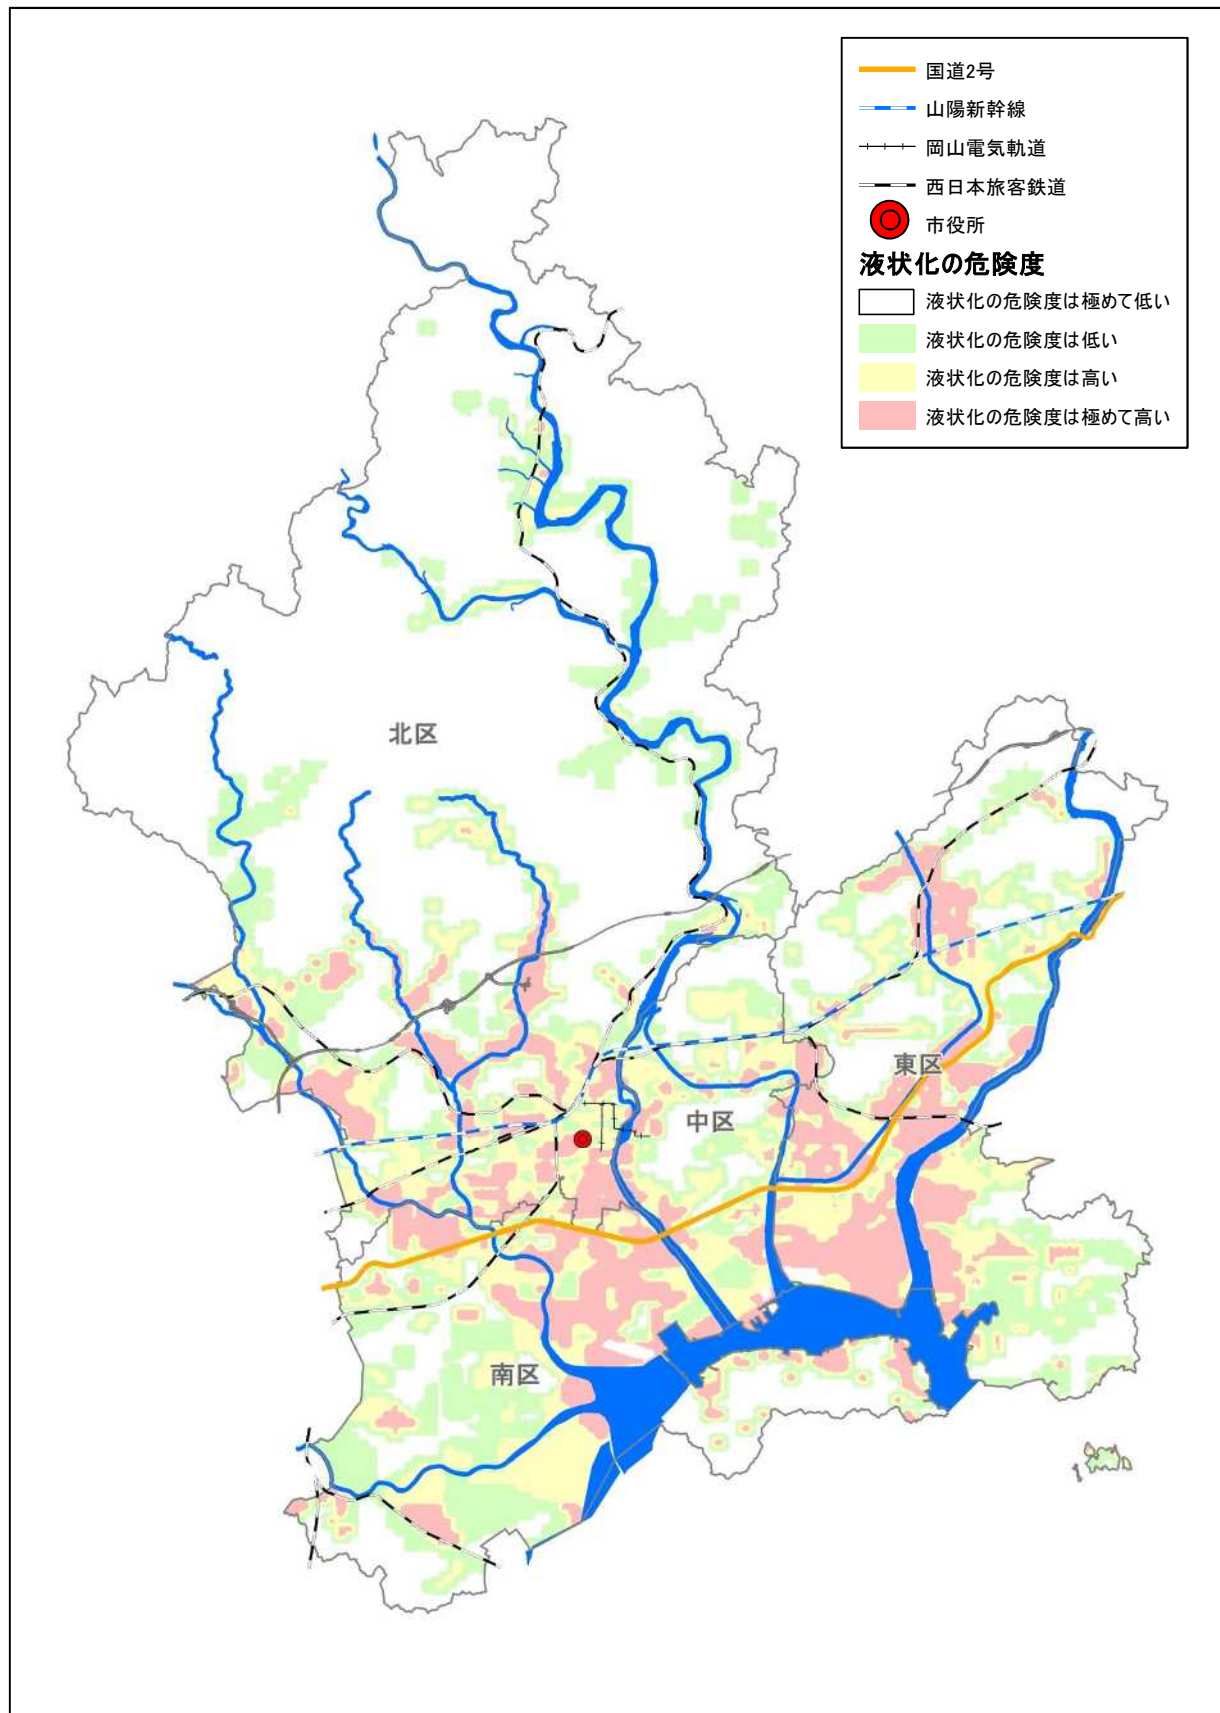 国道2号
山陽新幹線
岡山電気軌道
西日本旅客鉄道
市役所
液状化の危険度
液状化の危険度は極めて低い
液状化の危険度は低い
液状化の危険度は高い
液状化の危険度は極めて高い
北区
東区
中区
南区